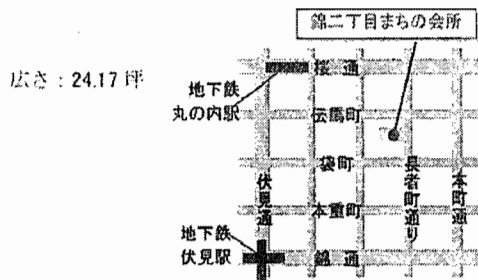 錦二丁目まちの会所
広さ：24.17 坪
地下鉄
丸の内駅
桜通
伝馬町
袋町
本重町
錦通
伏見通
長者町通り
本町通
地下鉄
伏見駅